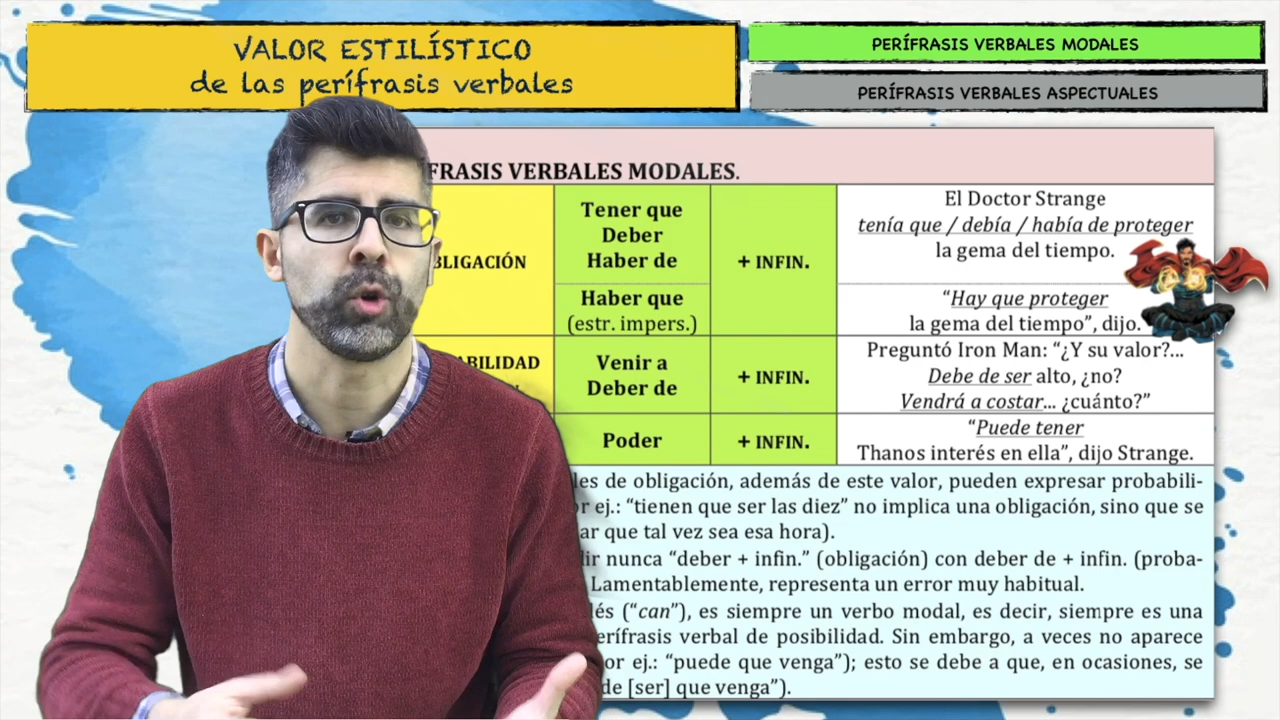 VALOR ESTILÍSTICO
de las perífrasis verbales
PERÍFRASIS VERBALES MODALES
PERÍFRASIS VERBALES ASPECTUALES
FRASIS VERBALES MODALES.
BLIGACIÓN
Tener que
Deber
Haber de
+ INFIN.
El Doctor Strange
tenía que / debía / había de proteger
la gema del tiempo.
Haber que
(estr. impers.)
“Hay que proteger
la gema del tiempo”, dijo.
ABILIDAD
Venir a
Deber de
+ INFIN.
Preguntó Iron Man: “¿Y su valor?...
Debe de ser alto, ¿no?
Vendrá a costar... ¿cuánto?”
Poder
+ INFIN.
“Puede tener
Thanos interés en ella”, dijo Strange.
les de obligación, además de este valor, pueden expresar probabili-
or ej.: “tienen que ser las diez” no implica una obligación, sino que se
ar que tal vez sea esa hora).
dir nunca “deber + infin.” (obligación) con deber de + infin. (proba-
Lamentablemente, representa un error muy habitual.
lés (“can”), es siempre un verbo modal, es decir, siempre es una
erífrasis verbal de posibilidad. Sin embargo, a veces no aparece
or ej.: “puede que venga”); esto se debe a que, en ocasiones, se
de [ser] que venga”).